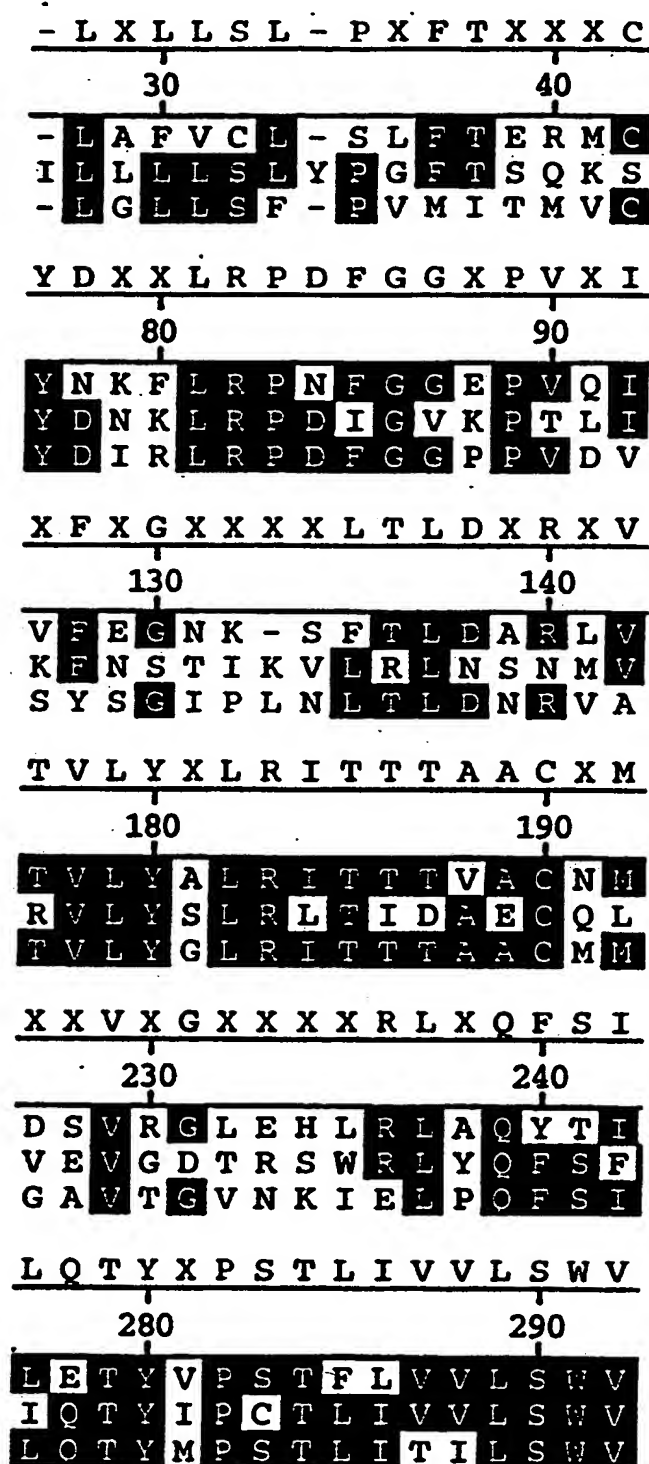 - L X L L S L - P X F T X X X C
30 40
- L A F V C L - S L F T E R M C
I L L L L S L Y P G F T S Q K S
- L G L L S F - P V M I T M V C
Y D X X L R P D F G G X P V X I
80 90
Y N K F L R P N F G G E P V Q I
Y D N K L R P D I G V K P T L I
Y D I R L R P D F G G P P V D V
X F X G X X X X L T L D X R X V
130 140
V F E G N K - S F T L D A R L V
K F N S T I K V L R L N S N M V
S Y S G I P L N L T L D N R V A
T V L Y X L R I T T T A A C X M
180 190
T V L Y A L R I T T T V A C N M
R V L Y S L R L T I D A E C Q L
T V L Y G L R I T T T A A C M M
X X V X G X X X X R L X Q F S I
230 240
D S V R G L E H L R L A Q Y T I
V E V G D T R S W R L Y Q F S F
G A V T G V N K I E L P Q F S I
L Q T Y X P S T L I V V L S W V
280 290
L E T Y V P S T F L V V L S W V
I Q T Y I P C T L I V V L S W V
L Q T Y M P S T L I T I L S W V